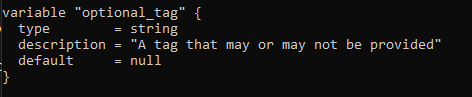 variable "optional_tag" {
  type        = string
  description = "A tag that may or may not be provided"
  default     = null
}